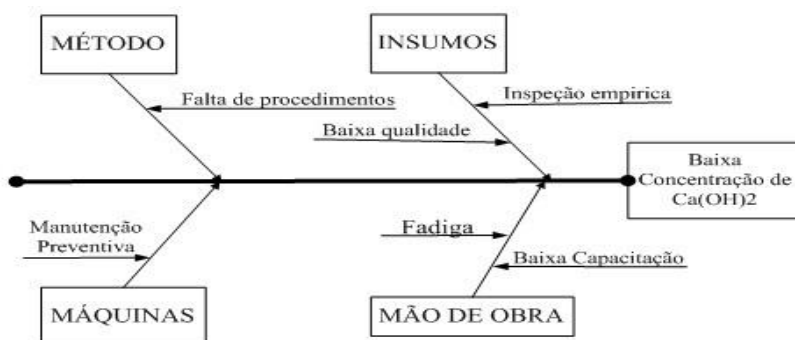 MÉTODO
INSUMOS
Falta de procedimentos
Inspeção empirica
Baixa qualidade
Baixa
Concentração de
Ca(OH)2
Manutenção
Preventiva
Fadiga
Baixa Capacitação
MÁQUINAS
MÃO DE OBRA